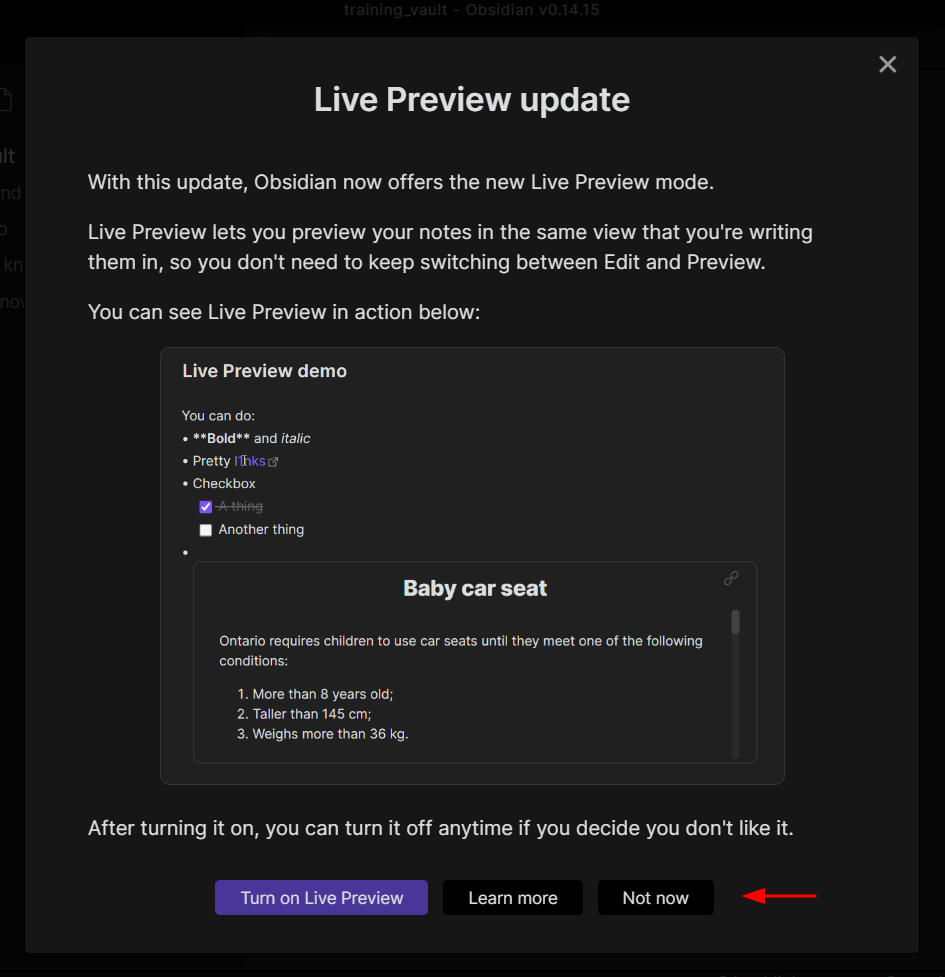 training_vault - Obsidian v0.14.15
Live Preview update
With this update, Obsidian now offers the new Live Preview mode.
Live Preview lets you preview your notes in the same view that you're writing
them in, so you don't need to keep switching between Edit and Preview.
You can see Live Preview in action below:
Live Preview demo
You can do:
• **Bold** and italic
• Pretty links
• Checkbox
A thing
Another thing
•
Baby car seat
Ontario requires children to use car seats until they meet one of the following
conditions:
1. More than 8 years old;
2. Taller than 145 cm;
3. Weighs more than 36 kg.
After turning it on, you can turn it off anytime if you decide you don't like it.
Turn on Live Preview
Learn more
Not now